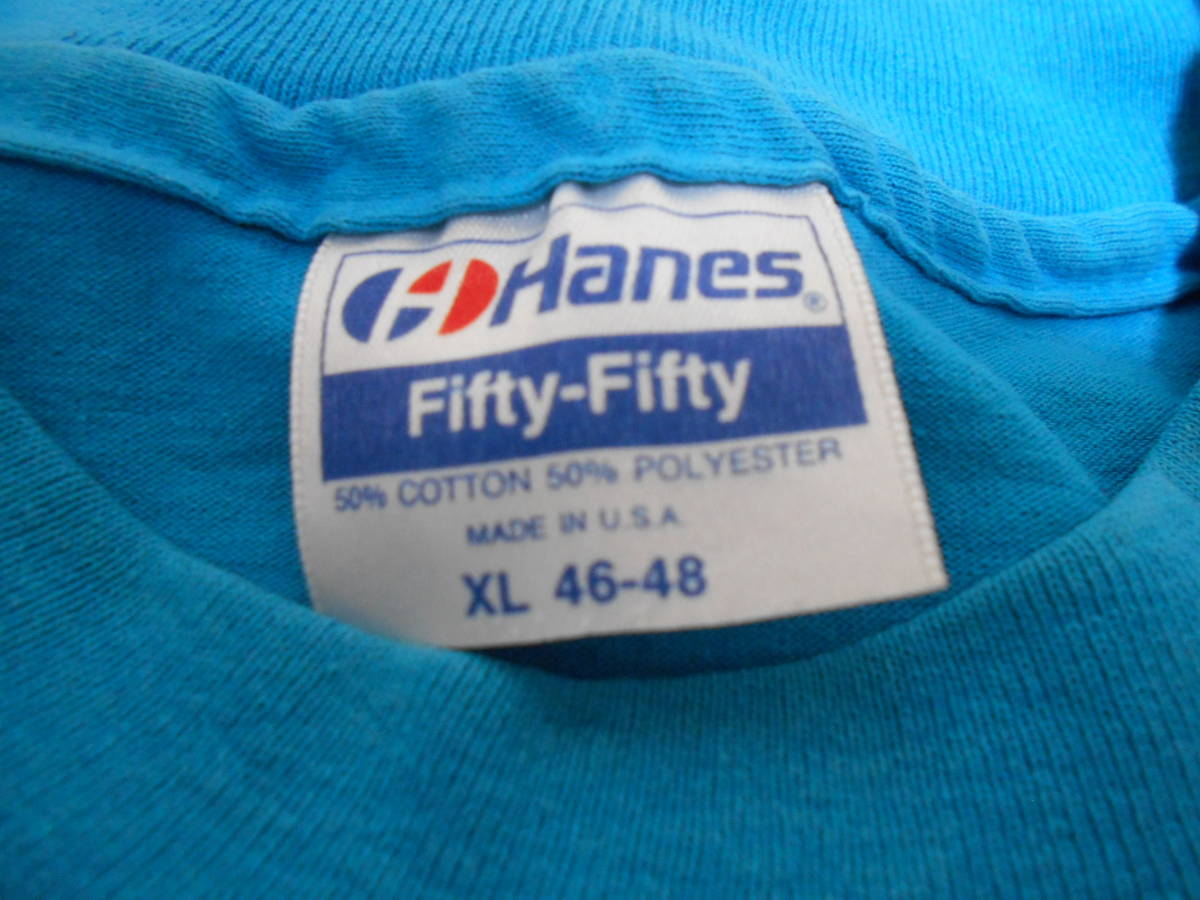 Hanes®
Fifty-Fifty
50% COTTON 50% POLYESTER
MADE IN U.S.A.
XL 46-48